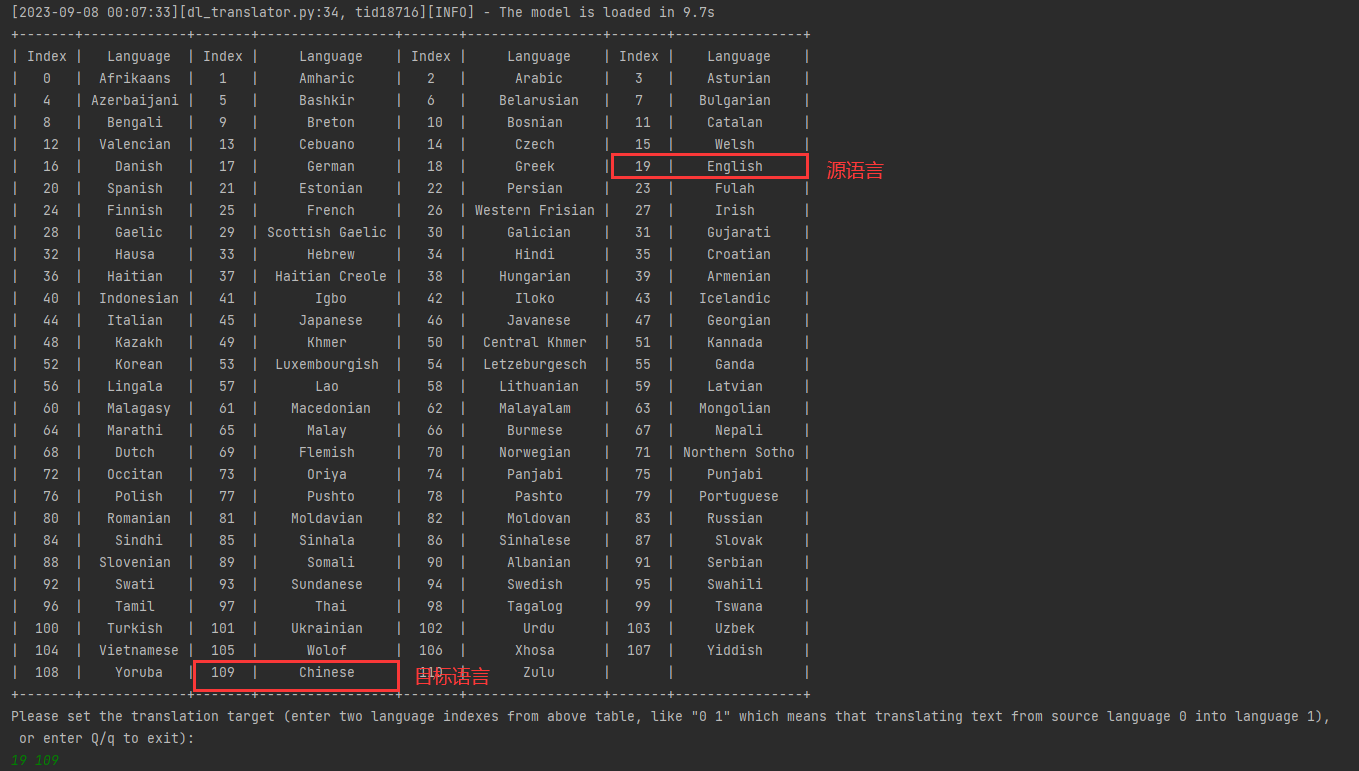 [2023-09-08 00:07:33][dl_translator.py:34, tid18716][INFO] - The model is loaded in 9.7s
+-------+-------------+-------+-----------------+-------+-----------------+-------+----------------+
| Index | Language | Index | Language | Index | Language | Index | Language |
| 0 | Afrikaans | 1 | Amharic | 2 | Arabic | 3 | Asturian |
| 4 | Azerbaijani | 5 | Bashkir | 6 | Belarusian | 7 | Bulgarian |
| 8 | Bengali | 9 | Breton | 10 | Bosnian | 11 | Catalan |
| 12 | Valencian | 13 | Cebuano | 14 | Czech | 15 | Welsh |
| 16 | Danish | 17 | German | 18 | Greek | 19 | English | 源语言
| 20 | Spanish | 21 | Estonian | 22 | Persian | 23 | Fulah |
| 24 | Finnish | 25 | French | 26 | Western Frisian | 27 | Irish |
| 28 | Gaelic | 29 | Scottish Gaelic | 30 | Galician | 31 | Gujarati |
| 32 | Hausa | 33 | Hebrew | 34 | Hindi | 35 | Croatian |
| 36 | Haitian | 37 | Haitian Creole | 38 | Hungarian | 39 | Armenian |
| 40 | Indonesian | 41 | Igbo | 42 | Iloko | 43 | Icelandic |
| 44 | Italian | 45 | Japanese | 46 | Javanese | 47 | Georgian |
| 48 | Kazakh | 49 | Khmer | 50 | Central Khmer | 51 | Kannada |
| 52 | Korean | 53 | Luxembourgish | 54 | Letzeburgesch | 55 | Ganda |
| 56 | Lingala | 57 | Lao | 58 | Lithuanian | 59 | Latvian |
| 60 | Malagasy | 61 | Macedonian | 62 | Malayalam | 63 | Mongolian |
| 64 | Marathi | 65 | Malay | 66 | Burmese | 67 | Nepali |
| 68 | Dutch | 69 | Flemish | 70 | Norwegian | 71 | Northern Sotho |
| 72 | Occitan | 73 | Oriya | 74 | Panjabi | 75 | Punjabi |
| 76 | Polish | 77 | Pushto | 78 | Pashto | 79 | Portuguese |
| 80 | Romanian | 81 | Moldavian | 82 | Moldovan | 83 | Russian |
| 84 | Sindhi | 85 | Sinhala | 86 | Sinhalese | 87 | Slovak |
| 88 | Slovenian | 89 | Somali | 90 | Albanian | 91 | Serbian |
| 92 | Swati | 93 | Sundanese | 94 | Swedish | 95 | Swahili |
| 96 | Tamil | 97 | Thai | 98 | Tagalog | 99 | Tswana |
| 100 | Turkish | 101 | Ukrainian | 102 | Urdu | 103 | Uzbek |
| 104 | Vietnamese | 105 | Wolof | 106 | Xhosa | 107 | Yiddish |
| 108 | Yoruba | 109 | Chinese | 110 | Zulu | | |
目标语言
+-------+-------------+-------+-----------------+-------+-----------------+-------+----------------+
Please set the translation target (enter two language indexes from above table, like "0 1" which means that translating text from source language 0 into language 1),
or enter Q/q to exit):
19 109